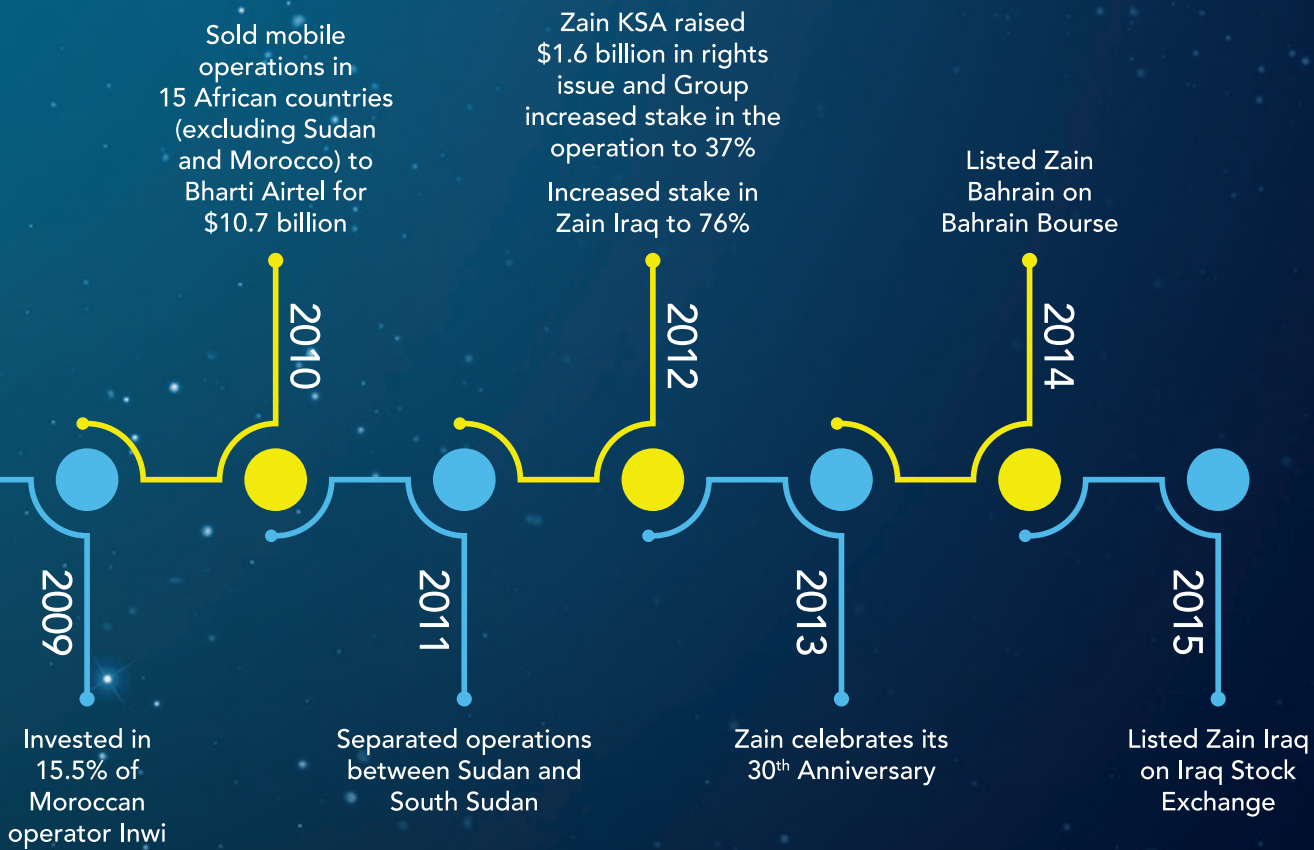 Sold mobile
operations in
15 African countries
(excluding Sudan
and Morocco) to
Bharti Airtel for
$10.7 billion
2010
Zain KSA raised
$1.6 billion in rights
issue and Group
increased stake in the
operation to 37%
Increased stake in
Zain Iraq to 76%
2012
Listed Zain
Bahrain on
Bahrain Bourse
2014
2009
Invested in
15.5% of
Moroccan
operator Inwi
2011
Separated operations
between Sudan and
South Sudan
2013
Zain celebrates its
30th Anniversary
2015
Listed Zain Iraq
on Iraq Stock
Exchange